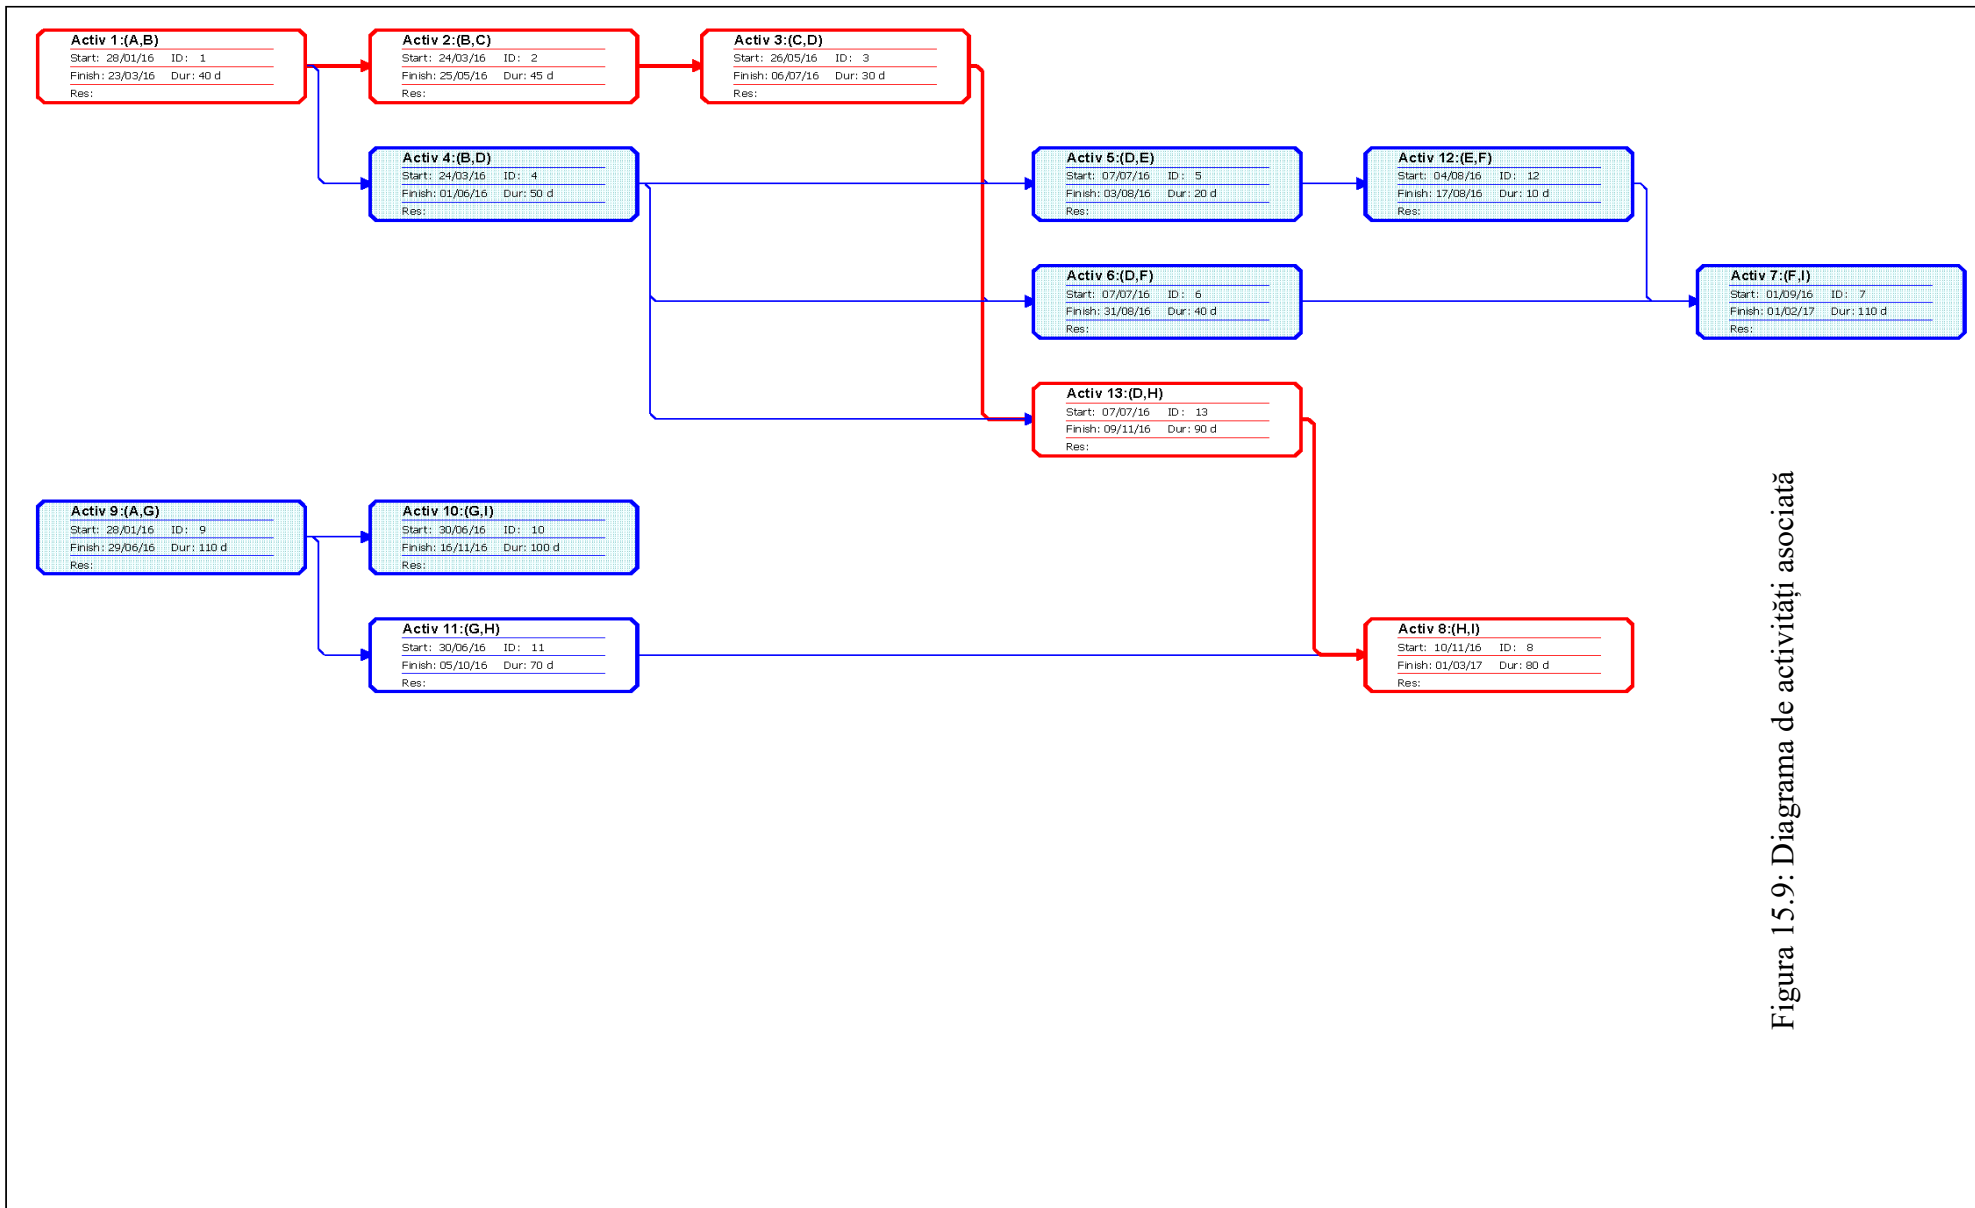 Activ 1:(A,B)
Start: 28/01/16 ID: 1
Finish: 23/03/16 Dur: 40 d
Res:
Activ 2:(B,C)
Start: 24/03/16 ID: 2
Finish: 25/05/16 Dur: 45 d
Res:
Activ 3:(C,D)
Start: 26/05/16 ID: 3
Finish: 06/07/16 Dur: 30 d
Res:
Activ 4:(B,D)
Start: 24/03/16 ID: 4
Finish: 01/06/16 Dur: 50 d
Res:
Activ 5:(D,E)
Start: 07/07/16 ID: 5
Finish: 03/08/16 Dur: 20 d
Res:
Activ 12:(E,F)
Start: 04/08/16 ID: 12
Finish: 17/08/16 Dur: 10 d
Res:
Activ 6:(D,F)
Start: 07/07/16 ID: 6
Finish: 31/08/16 Dur: 40 d
Res:
Activ 7:(F,I)
Start: 01/09/16 ID: 7
Finish: 01/02/17 Dur: 110 d
Res:
Activ 13:(D,H)
Start: 07/07/16 ID: 13
Finish: 09/11/16 Dur: 90 d
Res:
Activ 9:(A,G)
Start: 28/01/16 ID: 9
Finish: 29/06/16 Dur: 110 d
Res:
Activ 10:(G,I)
Start: 30/06/16 ID: 10
Finish: 16/11/16 Dur: 100 d
Res:
Activ 11:(G,H)
Start: 30/06/16 ID: 11
Finish: 05/10/16 Dur: 70 d
Res:
Activ 8:(H,I)
Start: 10/11/16 ID: 8
Finish: 01/03/17 Dur: 80 d
Res:
Figura 15.9: Diagrama de activități asociată